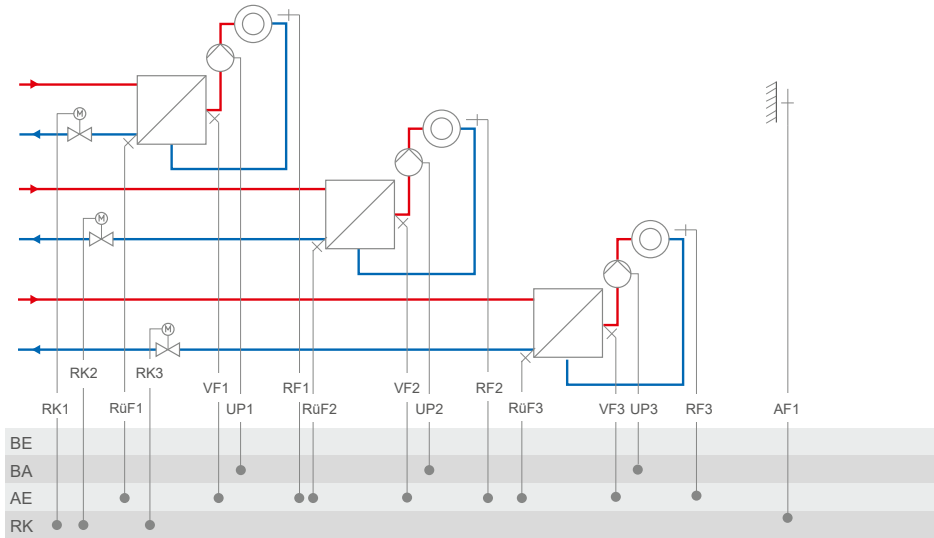 M
M
M
RK2
RK3
VF1
RF1
VF2
RF2
RK1
RüF1
UP1
RüF2
UP2
RüF3
VF3
UP3
RF3
AF1
BE
BA
AE
RK